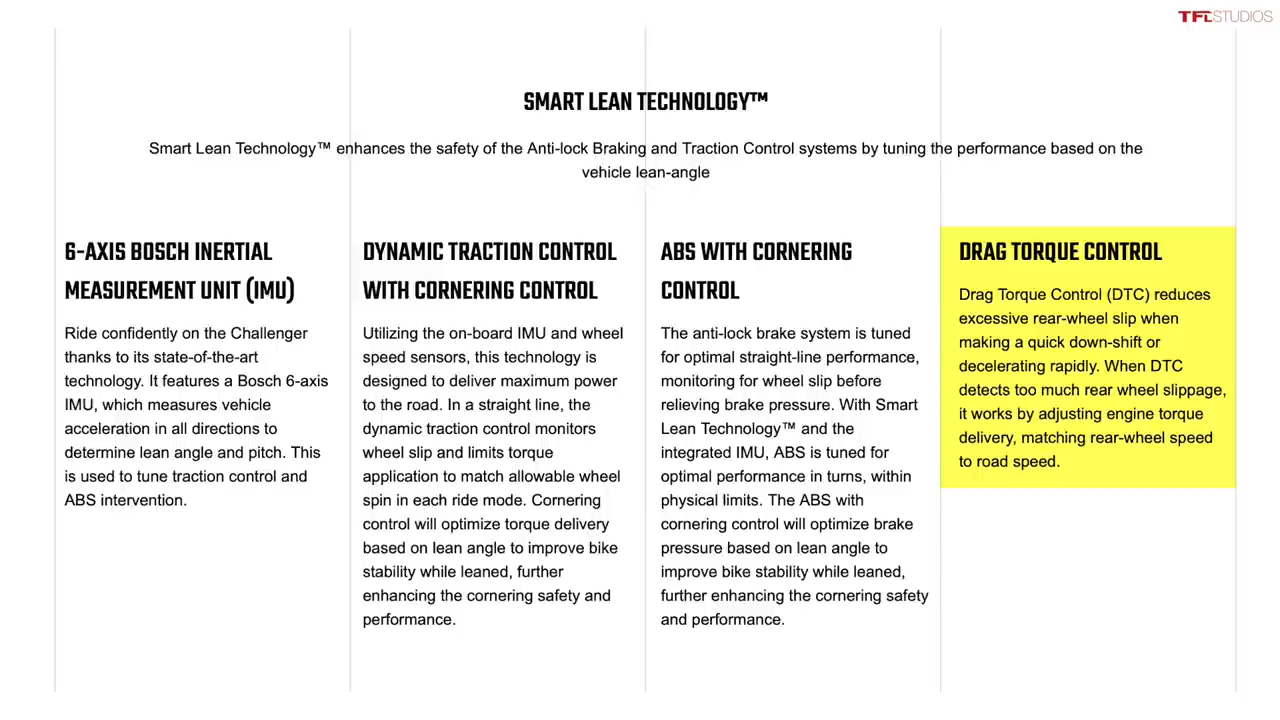 TFLSTUDIOS
SMART LEAN TECHNOLOGY™
Smart Lean Technology™ enhances the safety of the Anti-lock Braking and Traction Control systems by tuning the performance based on the
vehicle lean-angle
6-AXIS BOSCH INERTIAL
MEASUREMENT UNIT (IMU)
Ride confidently on the Challenger
thanks to its state-of-the-art
technology. It features a Bosch 6-axis
IMU, which measures vehicle
acceleration in all directions to
determine lean angle and pitch. This
is used to tune traction control and
ABS intervention.
DYNAMIC TRACTION CONTROL
WITH CORNERING CONTROL
Utilizing the on-board IMU and wheel
speed sensors, this technology is
designed to deliver maximum power
to the road. In a straight line, the
dynamic traction control monitors
wheel slip and limits torque
application to match allowable wheel
spin in each ride mode. Cornering
control will optimize torque delivery
based on lean angle to improve bike
stability while leaned, further
enhancing the cornering safety and
performance.
ABS WITH CORNERING
CONTROL
The anti-lock brake system is tuned
for optimal straight-line performance,
monitoring for wheel slip before
relieving brake pressure. With Smart
Lean Technology™ and the
integrated IMU, ABS is tuned for
optimal performance in turns, within
physical limits. The ABS with
cornering control will optimize brake
pressure based on lean angle to
improve bike stability while leaned,
further enhancing the cornering safety
and performance.
DRAG TORQUE CONTROL
Drag Torque Control (DTC) reduces
excessive rear-wheel slip when
making a quick down-shift or
decelerating rapidly. When DTC
detects too much rear wheel slippage,
it works by adjusting engine torque
delivery, matching rear-wheel speed
to road speed.